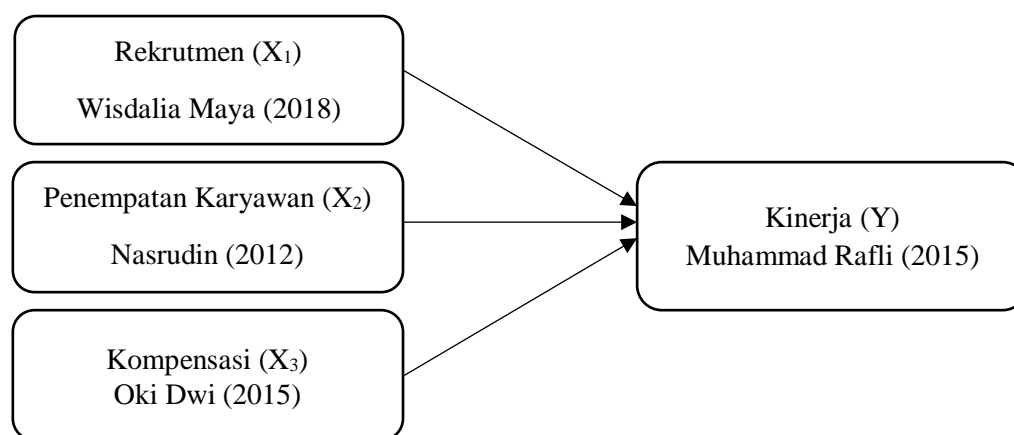 Rekrutmen (X₁)
Wisdalia Maya (2018)
Penempatan Karyawan (X₂)
Nasrudin (2012)
Kompensasi (X₃)
Oki Dwi (2015)
Kinerja (Y)
Muhammad Rafli (2015)